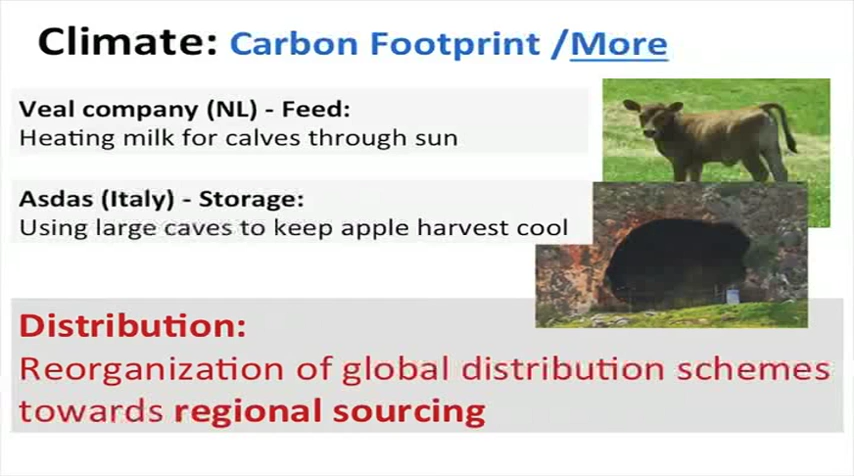 Climate: Carbon Footprint /More
Veal company (NL) - Feed:
Heating milk for calves through sun
Asdas (Italy) - Storage:
Using large caves to keep apple harvest cool
Distribution:
Reorganization of global distribution schemes
towards regional sourcing